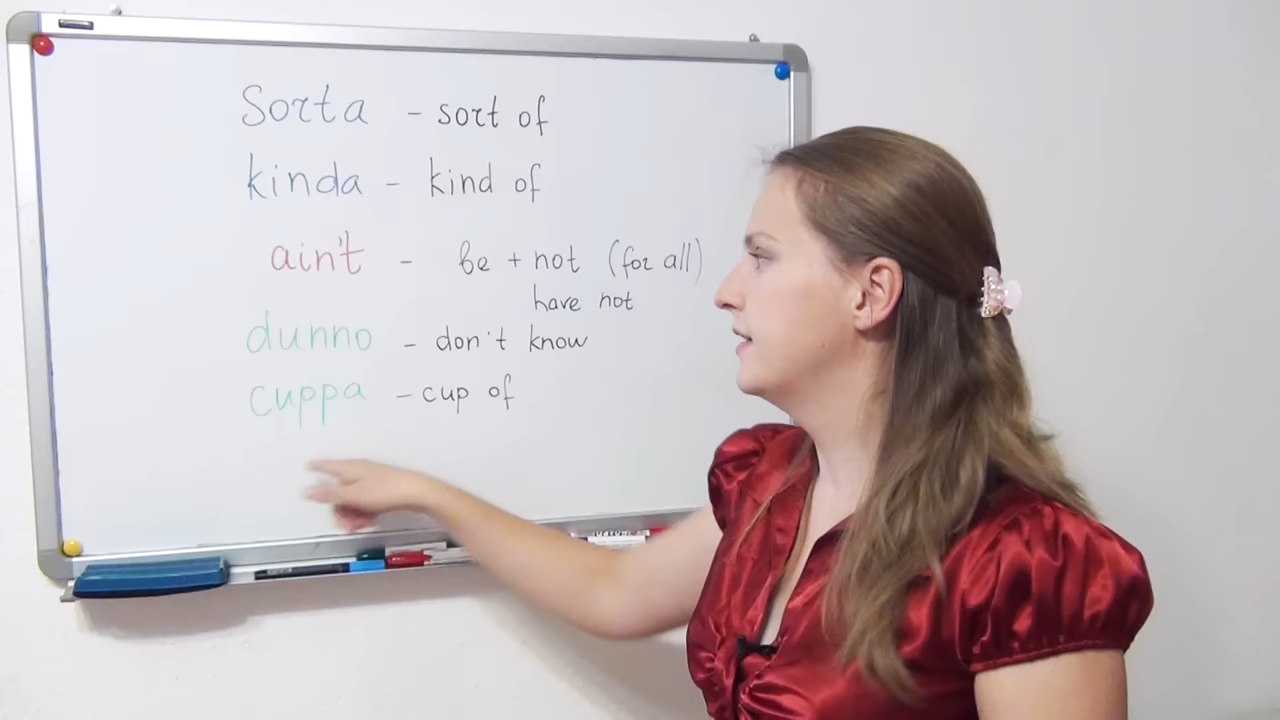 Sorta - sort of
kinda - kind of
ain't - be + not (for all)
have not
dunno - don't know
cuppa - cup of